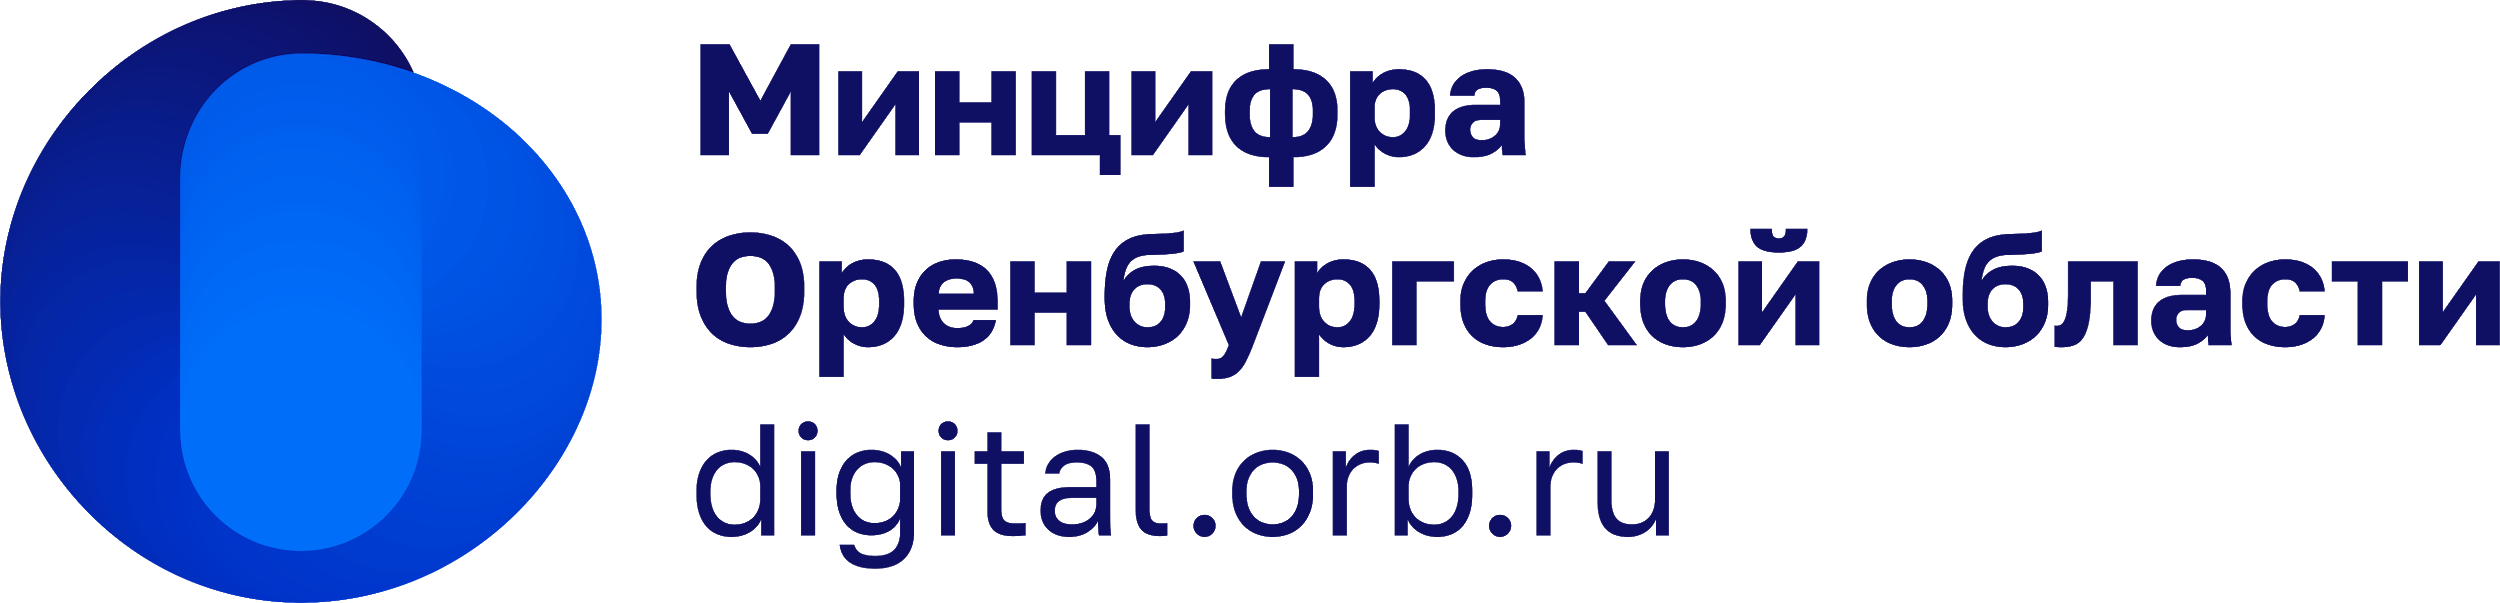 Минцифра
Оренбургской области
digital.orb.ru